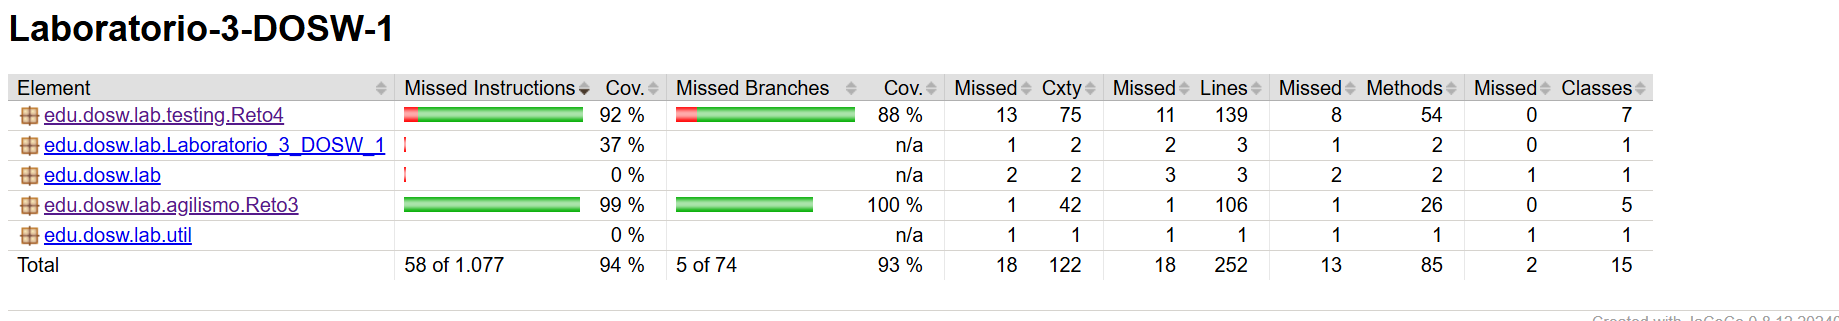 Laboratorio-3-DOSW-1
Element Missed Instructions Cov. Missed Branches Cov. Missed Cxty Missed Lines Missed Methods Missed Classes
edu.dosw.lab.testing.Reto4 92 % 88 % 13 75 11 139 8 54 0 7
edu.dosw.lab.Laboratorio_3_DOSW_1 37 % n/a 1 2 2 3 1 2 0 1
edu.dosw.lab 0 % n/a 2 2 3 3 2 2 1 1
edu.dosw.lab.agilismo.Reto3 99 % 100 % 1 42 1 106 1 26 0 5
edu.dosw.lab.util 0 % n/a 1 1 1 1 1 1 1 1
Total 58 of 1.077 94 % 5 of 74 93 % 18 122 18 252 13 85 2 15
Created with JaCoCo 0.8.12